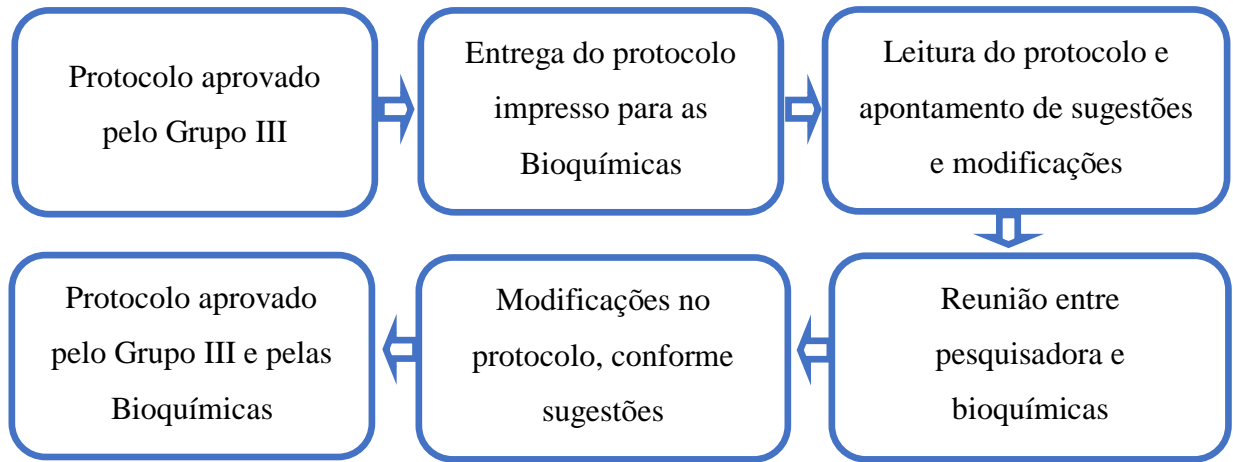 Protocolo aprovado
pelo Grupo III
Entrega do protocolo
impresso para as
Bioquímicas
Leitura do protocolo e
apontamento de sugestões
e modificações
Reunião entre
pesquisadora e
bioquímicas
Modificações no
protocolo, conforme
sugestões
Protocolo aprovado
pelo Grupo III e pelas
Bioquímicas